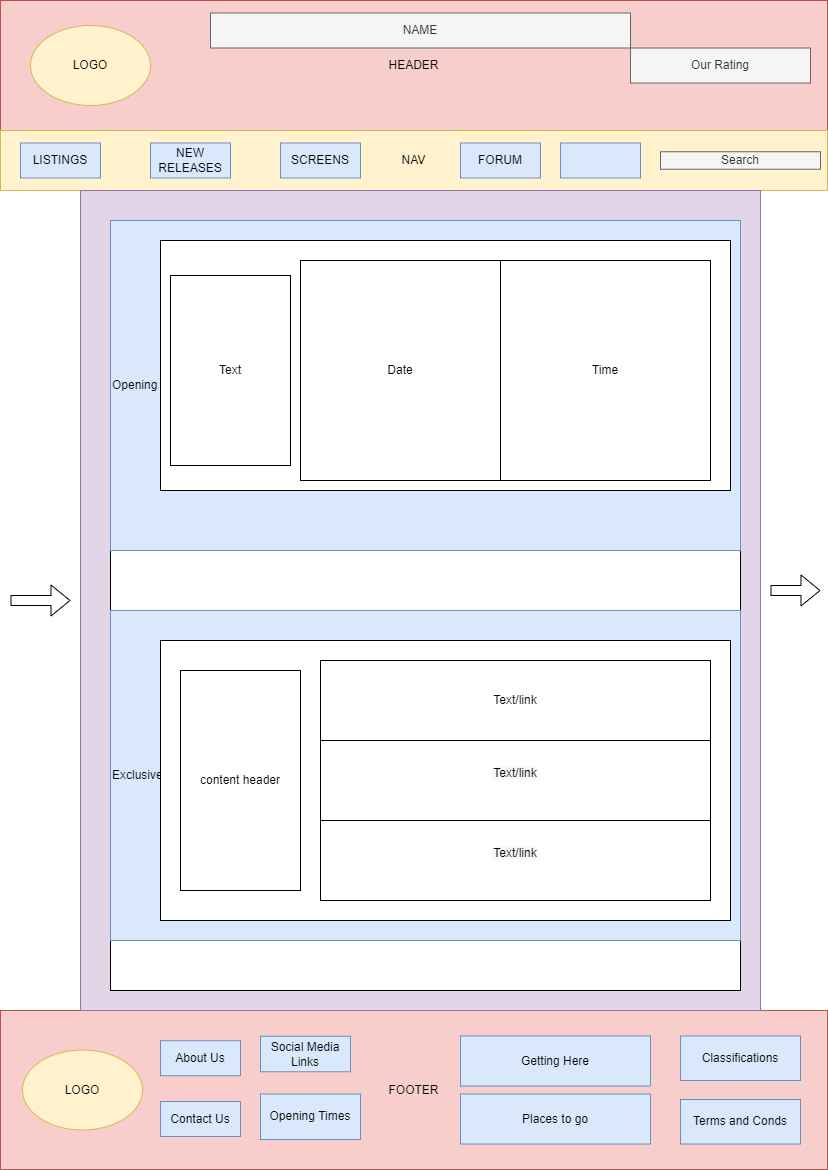 NAME
LOGO
HEADER
Our Rating
LISTINGS
NEW
RELEASES
SCREENS
NAV
FORUM
Search
Opening
Text
Date
Time
Exclusive
content header
Text/link
Text/link
Text/link
LOGO
About Us
Social Media
Links
Contact Us
Opening Times
FOOTER
Getting Here
Places to go
Classifications
Terms and Conds